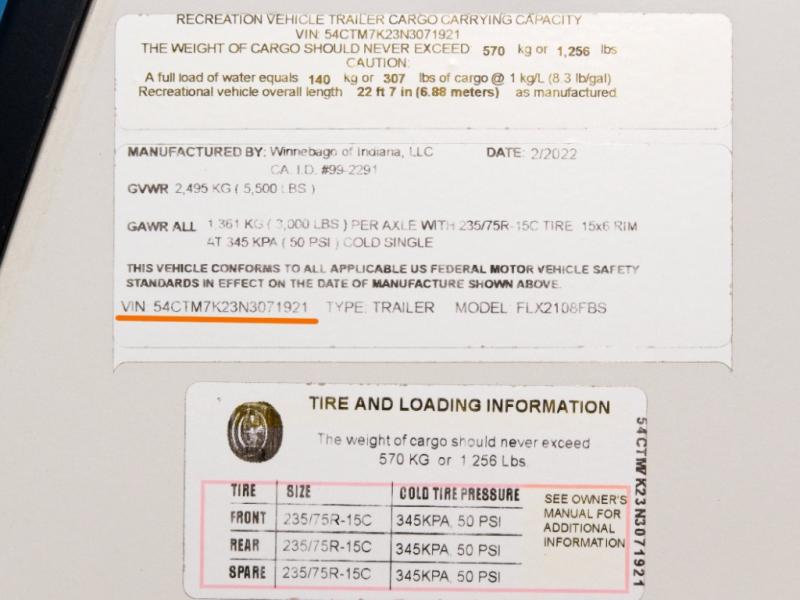 RECREATION VEHICLE TRAILER CARGO CARRYING CAPACITY
VIN: 54CTM7K23N3071921
THE WEIGHT OF CARGO SHOULD NEVER EXCEED 570 kg or 1,256 lbs
CAUTION:
A full load of water equals 140 kg or 307 lbs of cargo @ 1 kg/L (8.3 lb/gal)
Recreational vehicle overall length 22 ft 7 in (6.88 meters) as manufactured
MANUFACTURED BY: Winnebago of Indiana, LLC DATE: 2/2022
CA. I.D. #99-2291
GVWR 2,495 KG ( 5,500 LBS )
GAWR ALL 1,361 KG ( 3,000 LBS ) PER AXLE WITH 235/75R-15C TIRE 15x6 RIM
AT 345 KPA ( 50 PSI ) COLD SINGLE
THIS VEHICLE CONFORMS TO ALL APPLICABLE US FEDERAL MOTOR VEHICLE SAFETY
STANDARDS IN EFFECT ON THE DATE OF MANUFACTURE SHOWN ABOVE.
VIN: 54CTM7K23N3071921 TYPE: TRAILER MODEL: FLX2108FBS
TIRE AND LOADING INFORMATION
The weight of cargo should never exceed
570 KG or 1 256 Lbs.
TIRE SIZE COLD TIRE PRESSURE
FRONT 235/75R-15C 345KPA, 50 PSI
REAR 235/75R-15C 345KPA, 50 PSI
SPARE 235/75R-15C 345KPA, 50 PSI
SEE OWNER'S
MANUAL FOR
ADDITIONAL
INFORMATION
54CTM7K23N3071921